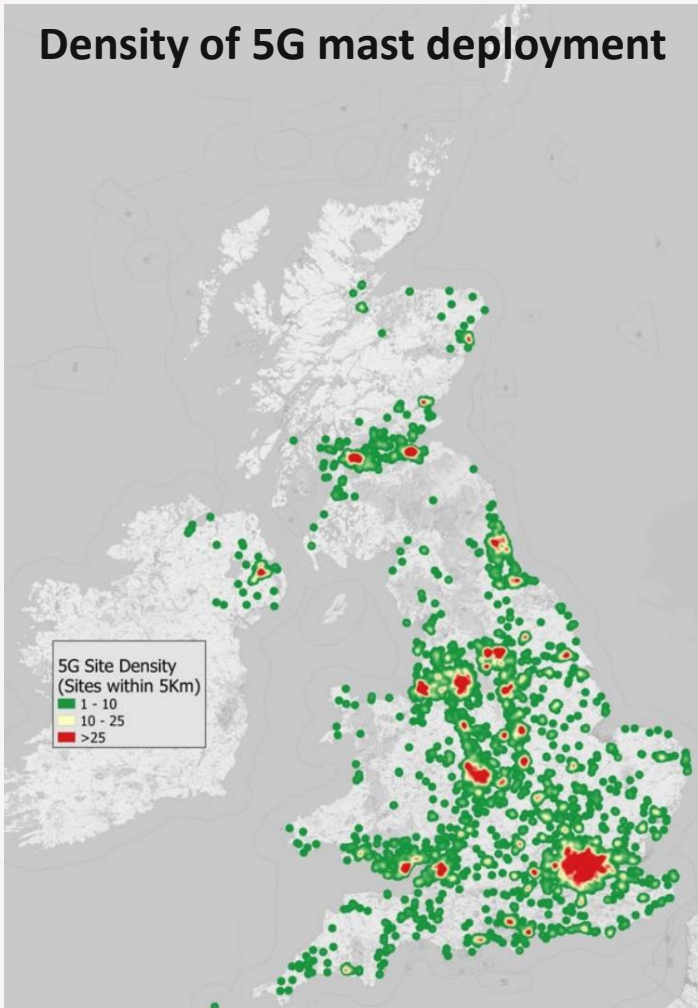 Density of 5G mast deployment
5G Site Density
(Sites within 5Km)
1 - 10
10 - 25
>25